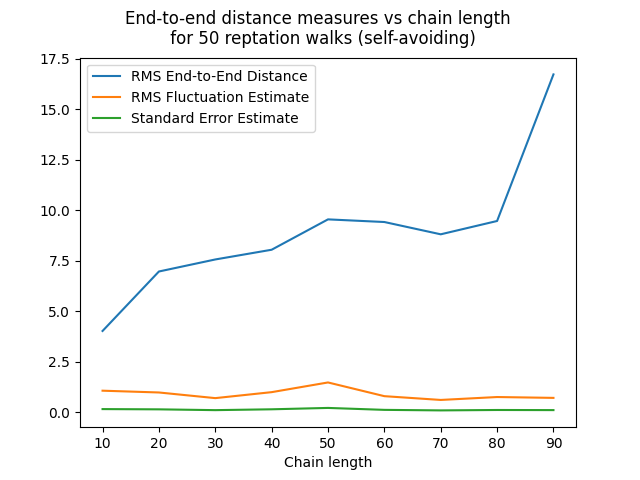 End-to-end distance measures vs chain length
for 50 reptation walks (self-avoiding)
17.5
15.0
12.5
10.0
7.5
5.0
2.5
0.0
RMS End-to-End Distance
RMS Fluctuation Estimate
Standard Error Estimate
10 20 30 40 50 60 70 80 90
Chain length